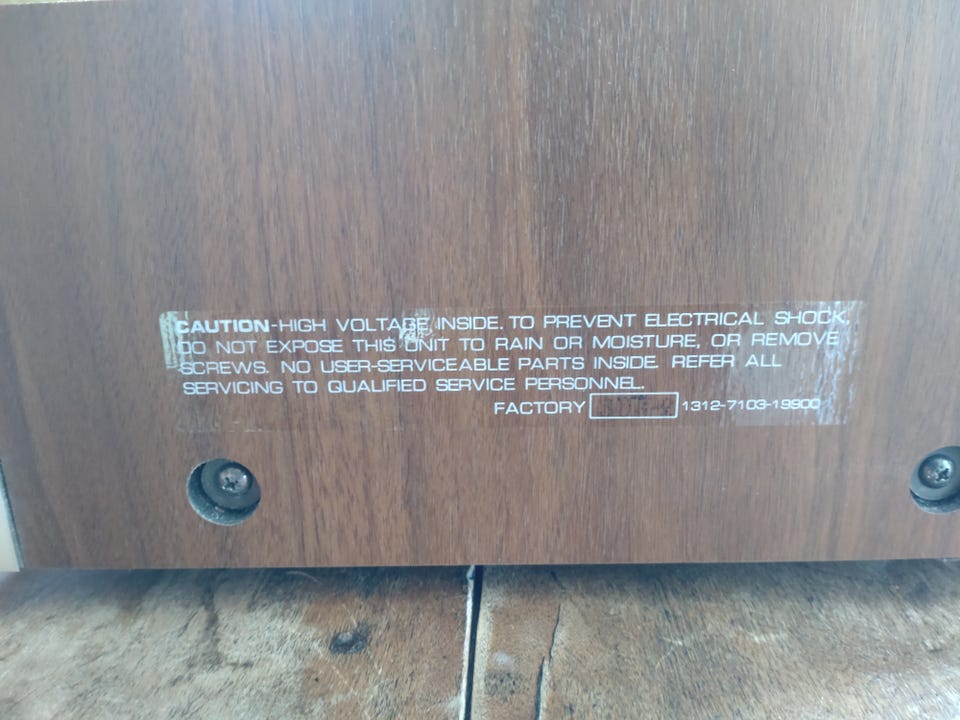 CAUTION-HIGH VOLTAGE INSIDE. TO PREVENT ELECTRICAL SHOCK,
DO NOT EXPOSE THIS UNIT TO RAIN OR MOISTURE, OR REMOVE
SCREWS. NO USER-SERVICEABLE PARTS INSIDE. REFER ALL
SERVICING TO QUALIFIED SERVICE PERSONNEL.
FACTORY 1312-7103-19900